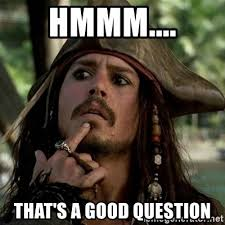 HMMM....
THAT'S A GOOD QUESTION